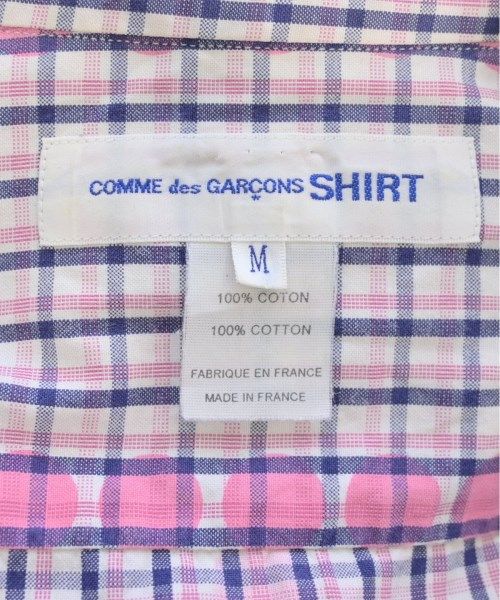 COMME des GARÇONS SHIRT
M
100% COTON
100% COTTON
FABRIQUE EN FRANCE
MADE IN FRANCE